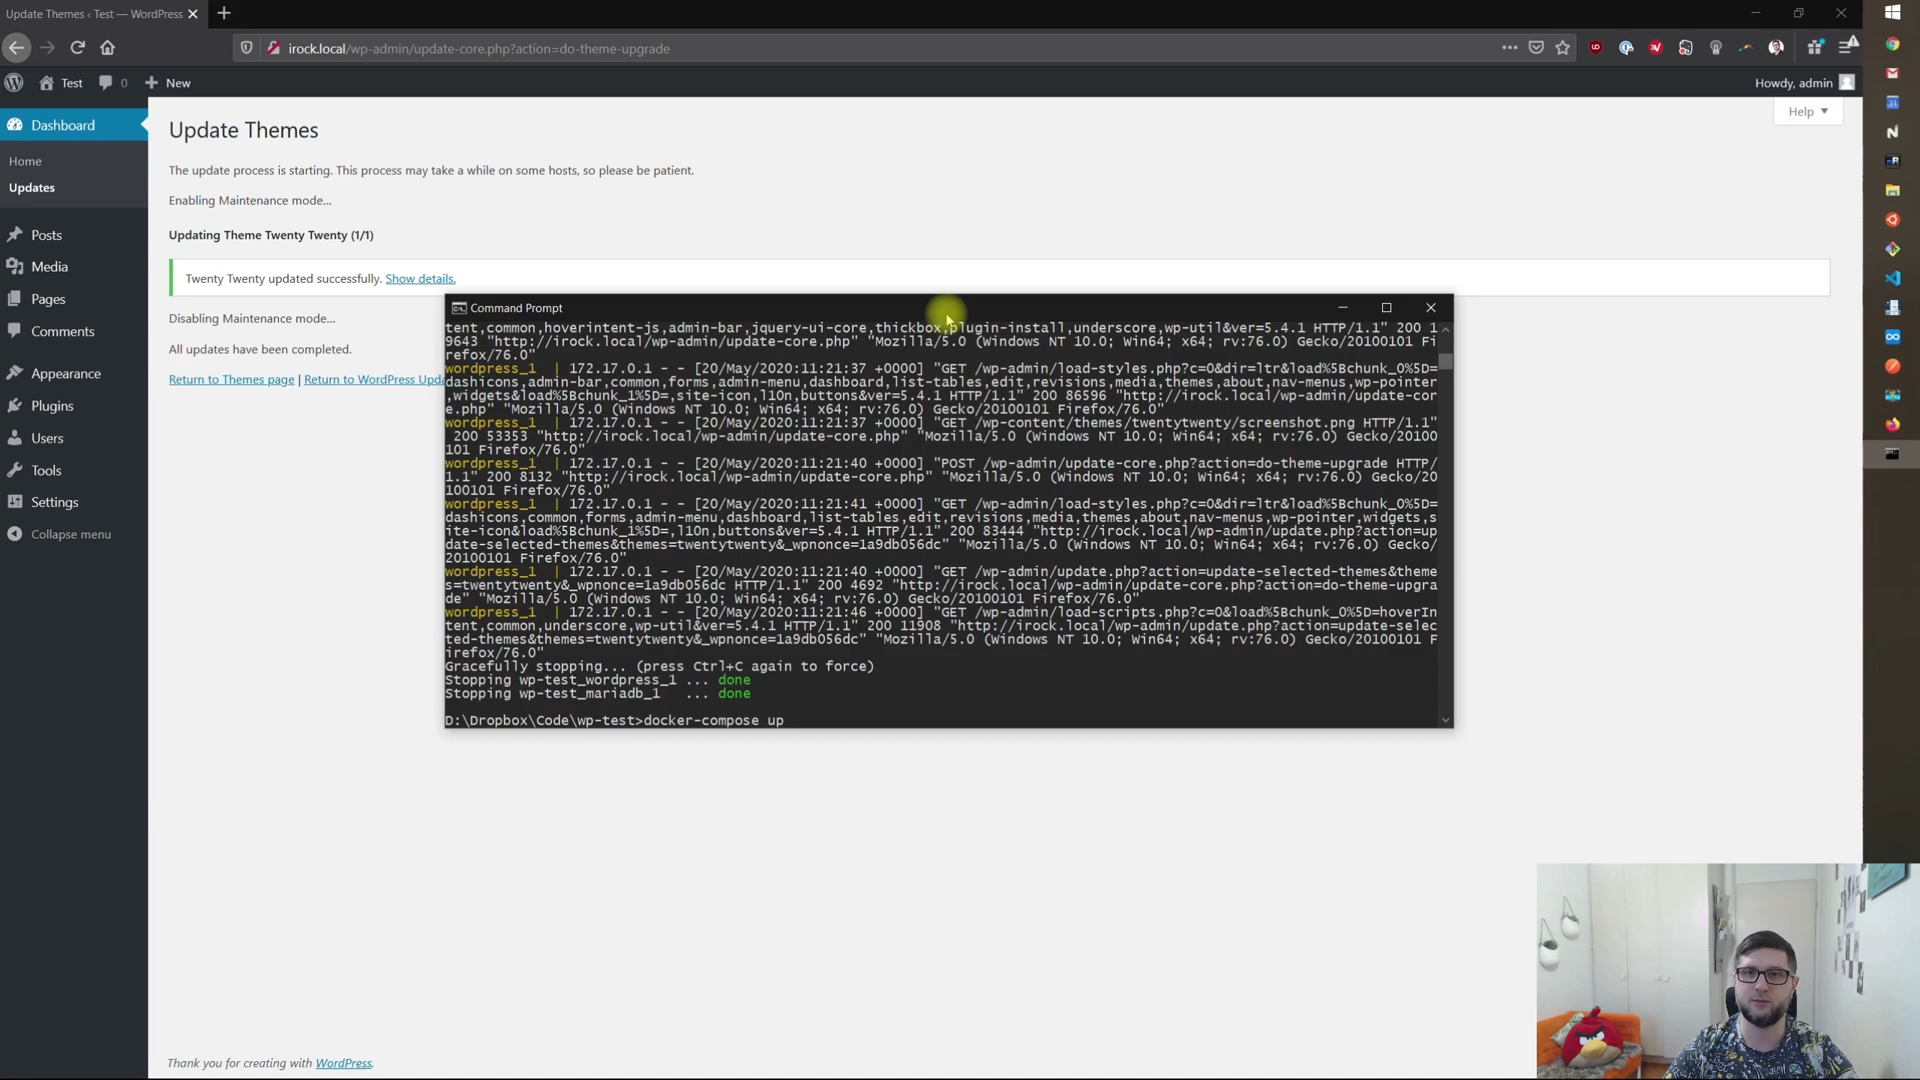 Update Themes ‹ Test — WordPress
irock.local/wp-admin/update-core.php?action=do-theme-upgrade
Test
0
New
Howdy, admin
Dashboard
Home
Updates
Posts
Media
Pages
Comments
Appearance
Plugins
Users
Tools
Settings
Collapse menu
Help
Update Themes
The update process is starting. This process may take a while on some hosts, so please be patient.
Enabling Maintenance mode...
Updating Theme Twenty Twenty (1/1)
Twenty Twenty updated successfully. Show details.
Disabling Maintenance mode...
All updates have been completed.
Return to Themes page | Return to WordPress Upda
Command Prompt
tent,common,hoverintent-js,admin-bar,jquery-ui-core,thickbox,plugin-install,underscore,wp-util&ver=5.4.1 HTTP/1.1" 200 1
9643 "http://irock.local/wp-admin/update-core.php" "Mozilla/5.0 (Windows NT 10.0; Win64; x64; rv:76.0) Gecko/20100101 Fi
refox/76.0"
wordpress_1  | 172.17.0.1 - - [20/May/2020:11:21:37 +0000] "GET /wp-admin/load-styles.php?c=0&dir=ltr&load%5Bchunk_0%5D=
dashicons,admin-bar,common,forms,admin-menu,dashboard,list-tables,edit,revisions,media,themes,about,nav-menus,wp-pointer
,widgets&load%5Bchunk_1%5D=,site-icon,l10n,buttons&ver=5.4.1 HTTP/1.1" 200 86596 "http://irock.local/wp-admin/update-cor
e.php" "Mozilla/5.0 (Windows NT 10.0; Win64; x64; rv:76.0) Gecko/20100101 Firefox/76.0"
wordpress_1  | 172.17.0.1 - - [20/May/2020:11:21:37 +0000] "GET /wp-content/themes/twentytwenty/screenshot.png HTTP/1.1"
200 53353 "http://irock.local/wp-admin/update-core.php" "Mozilla/5.0 (Windows NT 10.0; Win64; x64; rv:76.0) Gecko/20100
101 Firefox/76.0"
wordpress_1  | 172.17.0.1 - - [20/May/2020:11:21:40 +0000] "POST /wp-admin/update-core.php?action=do-theme-upgrade HTTP/
1.1" 200 8132 "http://irock.local/wp-admin/update-core.php" "Mozilla/5.0 (Windows NT 10.0; Win64; x64; rv:76.0) Gecko/20
100101 Firefox/76.0"
wordpress_1  | 172.17.0.1 - - [20/May/2020:11:21:41 +0000] "GET /wp-admin/load-styles.php?c=0&dir=ltr&load%5Bchunk_0%5D=
dashicons,common,forms,admin-menu,dashboard,list-tables,edit,revisions,media,themes,about,nav-menus,wp-pointer,widgets,s
ite-icon&load%5Bchunk_1%5D=,l10n,buttons&ver=5.4.1 HTTP/1.1" 200 83444 "http://irock.local/wp-admin/update.php?action=up
date-selected-themes&themes=twentytwenty&_wpnonce=1a9db056dc" "Mozilla/5.0 (Windows NT 10.0; Win64; x64; rv:76.0) Gecko/
20100101 Firefox/76.0"
wordpress_1  | 172.17.0.1 - - [20/May/2020:11:21:40 +0000] "GET /wp-admin/update.php?action=update-selected-themes&theme
s=twentytwenty&_wpnonce=1a9db056dc HTTP/1.1" 200 4692 "http://irock.local/wp-admin/update-core.php?action=do-theme-upgra
de" "Mozilla/5.0 (Windows NT 10.0; Win64; x64; rv:76.0) Gecko/20100101 Firefox/76.0"
wordpress_1  | 172.17.0.1 - - [20/May/2020:11:21:46 +0000] "GET /wp-admin/load-scripts.php?c=0&load%5Bchunk_0%5D=hoverIn
tent,common,underscore,wp-util&ver=5.4.1 HTTP/1.1" 200 11908 "http://irock.local/wp-admin/update.php?action=update-selec
ted-themes&themes=twentytwenty&_wpnonce=1a9db056dc" "Mozilla/5.0 (Windows NT 10.0; Win64; x64; rv:76.0) Gecko/20100101 F
irefox/76.0"
Gracefully stopping... (press Ctrl+C again to force)
Stopping wp-test_wordpress_1 ... done
Stopping wp-test_mariadb_1   ... done
D:\Dropbox\Code\wp-test>docker-compose up
Thank you for creating with WordPress.